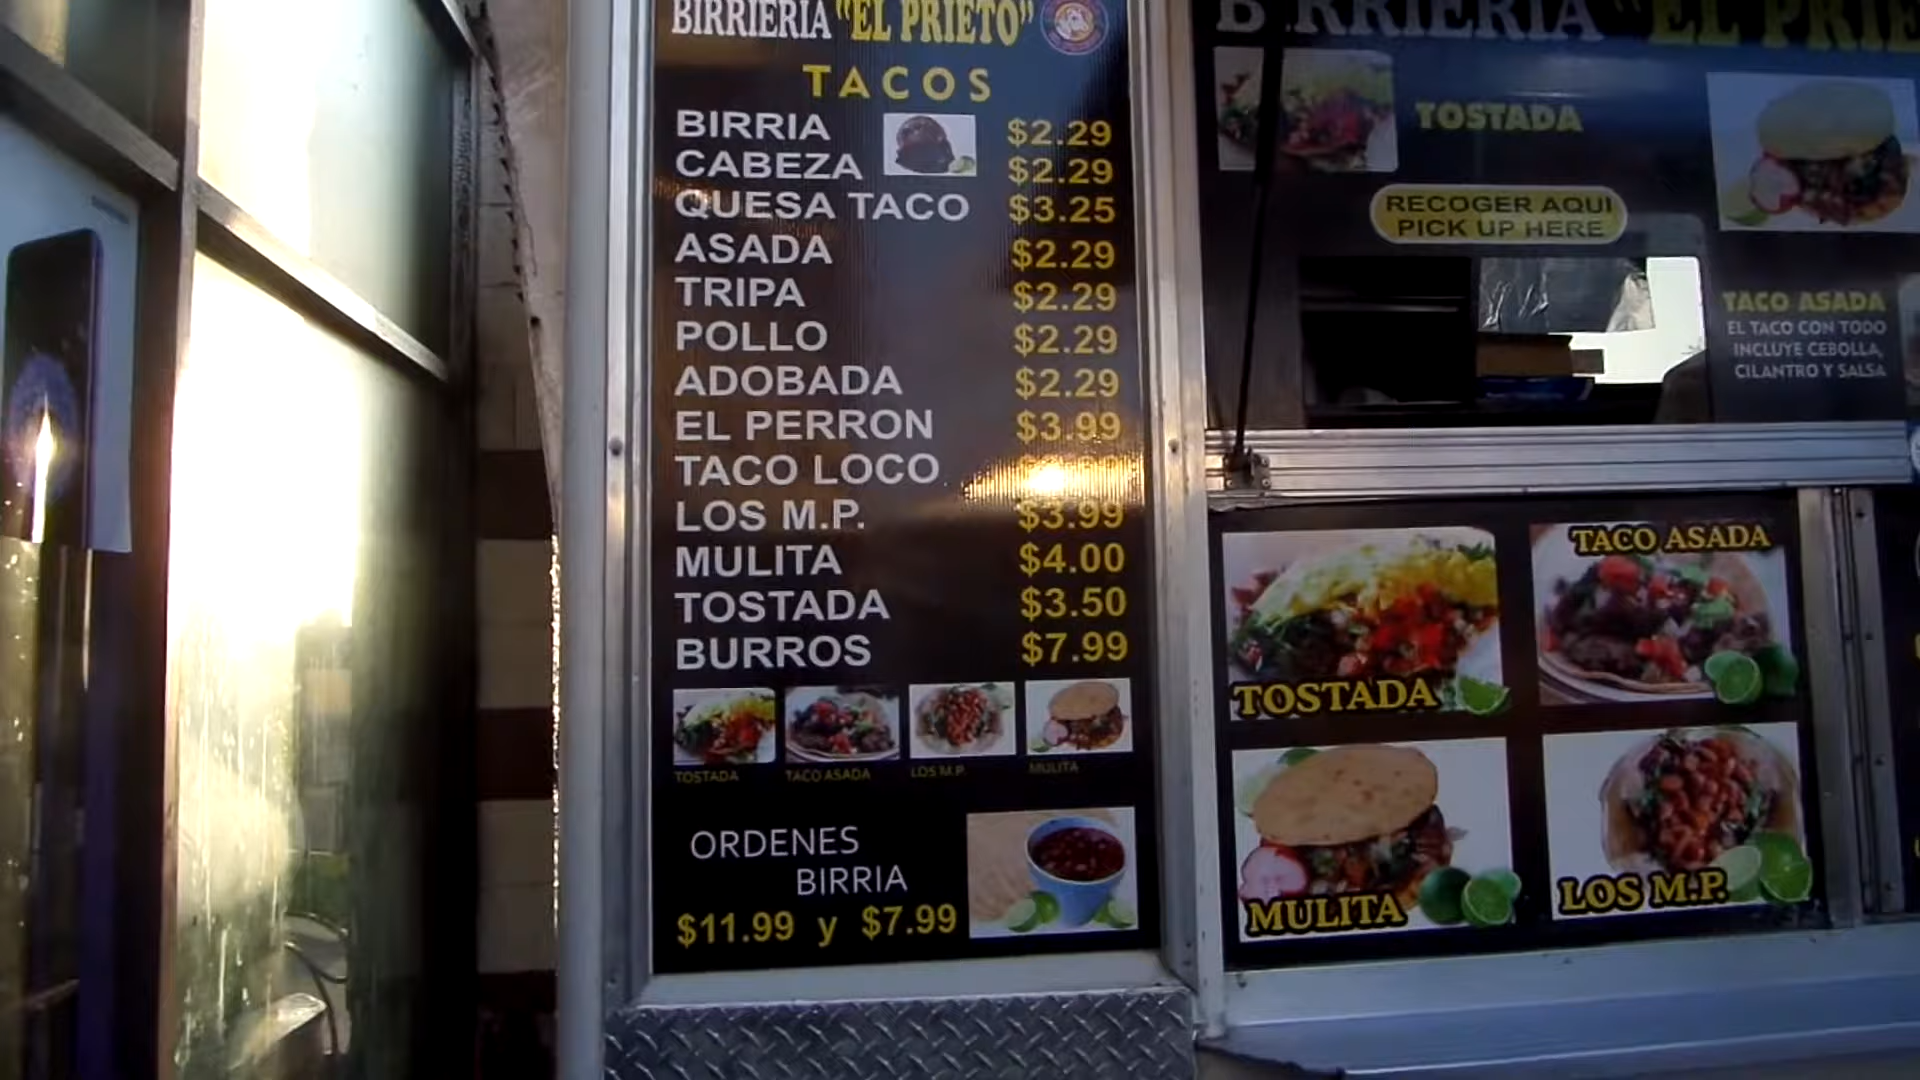 BIRRIERIA "EL PRIETO"
TACOS
BIRRIA $2.29
CABEZA $2.29
QUESA TACO $3.25
ASADA $2.29
TRIPA $2.29
POLLO $2.29
ADOBADA $2.29
EL PERRON $3.99
TACO LOCO
LOS M.P. $3.99
MULITA $4.00
TOSTADA $3.50
BURROS $7.99
TOSTADA TACO ASADA LOS M.P. MULITA
ORDENES
BIRRIA
$11.99 y $7.99
BIRRIERIA "EL PRIE
TOSTADA
RECOGER AQUI
PICK UP HERE
TACO ASADA
EL TACO CON TODO
INCLUYE CEBOLLA,
CILANTRO Y SALSA
TOSTADA
TACO ASADA
MULITA
LOS M.P.